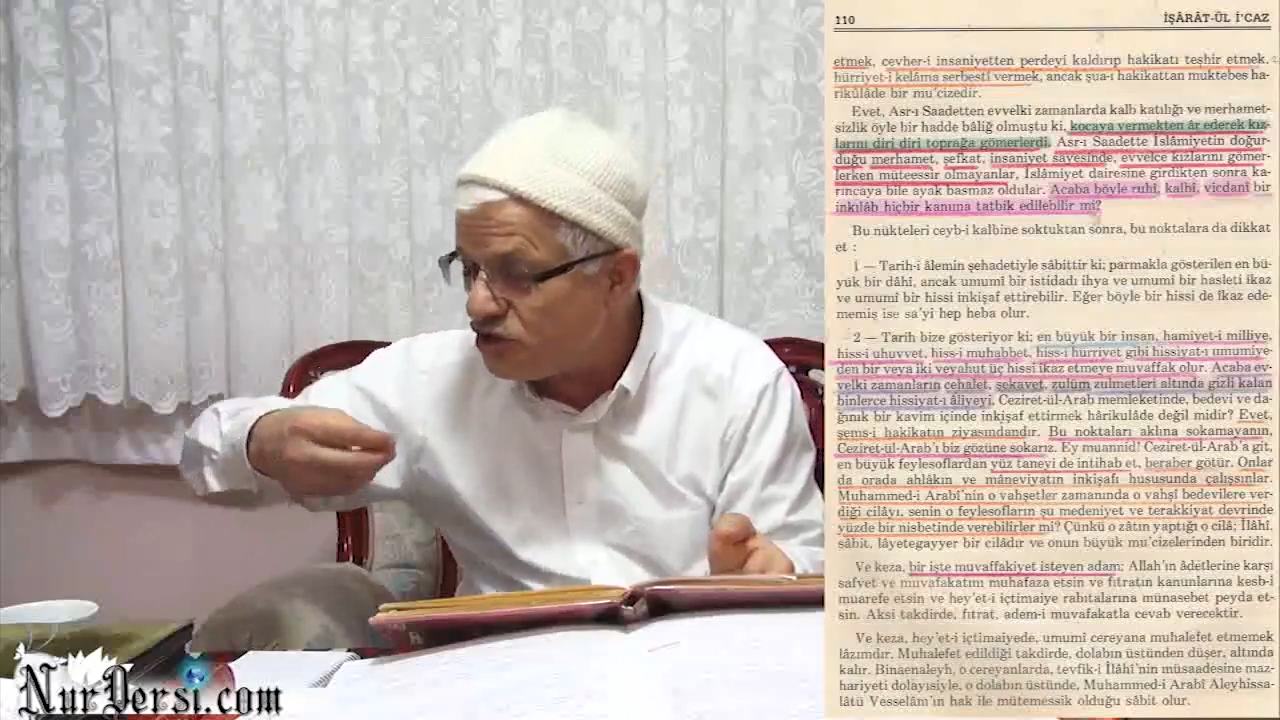 110
İŞÂRÂT-ÜL İ'CAZ
etmek, cevher-i insaniyetten perdeyi kaldırıp hakikatı teşhir etmek,
hürriyet-i kelâma serbestî vermek, ancak şua-ı hakikattan muktebes ha-
rikulâde bir mu'cizedir.
Evet, Asr-ı Saadetten evvelki zamanlarda kalb katılığı ve merhamet-
sizlik öyle bir hadde bâliğ olmuştu ki, kocaya vermekten âr ederek kız-
larını diri diri toprağa gömerlerdi. Asr-ı Saadette İslâmiyetin doğur-
duğu merhamet, şefkat, insaniyet sayesinde, evvelce kızlarını gömer-
lerken müteessir olmayanlar, İslâmiyet dairesine girdikten sonra ka-
rıncaya bile ayak basmaz oldular. Acaba böyle ruhî, kalbî, vicdanî bir
inkılâb hiçbir kanuna tatbik edilebilir mi?
Bu nükteleri ceyb-i kalbine soktuktan sonra, bu noktalara da dikkat
et :
1 — Tarih-i âlemin şehadetiyle sâbittir ki; parmakla gösterilen en bü-
yük bir dâhî, ancak umumî bir istidadı ihya ve umumî bir hasleti ikaz
ve umumî bir hissi inkişaf ettirebilir. Eğer böyle bir hissi de îkaz ede-
memiş ise sa'yi hep heba olur.
2 — Tarih bize gösteriyor ki; en büyük bir insan, hamiyet-i milliye,
hiss-i uhuvvet, hiss-i muhabbet, hiss-i hürriyet gibi hissiyat-ı umumiye-
den bir veya iki veyahut üç hissi ikaz etmeye muvaffak olur. Acaba ev-
velki zamanların cehalet, şekavet, zulüm zulmetleri altında gizli kalan
binlerce hissiyat-ı âliyeyi, Ceziret-ül-Arab memleketinde, bedevî ve da-
ğınık bir kavim içinde inkişaf ettirmek hârikulâde değil midir? Evet,
şems-i hakikatın ziyasındandır. Bu noktaları aklına sokamayanın,
Ceziret-ül-Arab'ı biz gözüne sokarız. Ey muannid! Ceziret-ül-Arab'a git,
en büyük feylesoflardan yüz taneyi de intihab et, beraber götür. Onlar
da orada ahlâkın ve mâneviyatın inkişafı hususunda çalışsınlar.
Muhammed-i Arabî'nin o vahşetler zamanında o vahşî bedevilere ver-
diği cilâyı, senin o feylesofların şu medeniyet ve terakkiyat devrinde
yüzde bir nisbetinde verebilirler mi? Çünkü o zâtın yaptığı o cilâ; İlâhî,
sâbit, lâyetegayyer bir cilâdır ve onun büyük mu'cizelerinden biridir.
Ve keza, bir işte muvaffakiyet isteyen adam; Allah'ın âdetlerine karşı
safvet ve muvafakatını muhafaza etsin ve fıtratın kanunlarına kesb-i
muarefe etsin ve hey'et-i içtimaiye rabıtalarına münasebet peyda et-
sin. Aksi takdirde, fıtrat, adem-i muvafakatla cevab verecektir.
Ve keza, hey'et-i içtimaiyede, umumî cereyana muhalefet etmemek
lâzımdır. Muhalefet edildiği takdirde, dolabın üstünden düşer, altında
kalır. Binaenaleyh, o cereyanlarda, tevfik-i İlâhî'nin müsaadesine maz-
hariyeti dolayısiyle, o dolabın üstünde, Muhammed-i Arabî Aleyhissa-
lâtü Vesselâm'ın hak ile mütemessik olduğu sâbit olur.
NurDersi.com